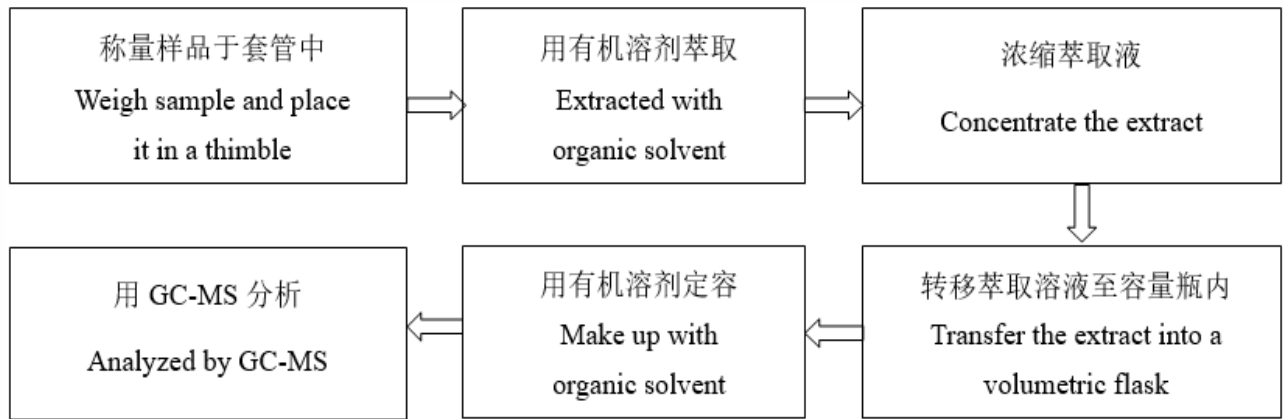 称量样品于套管中
Weigh sample and place
it in a thimble
用有机溶剂萃取
Extracted with
organic solvent
浓缩萃取液
Concentrate the extract
转移萃取溶液至容量瓶内
Transfer the extract into a
volumetric flask
用有机溶剂定容
Make up with
organic solvent
用 GC-MS 分析
Analyzed by GC-MS